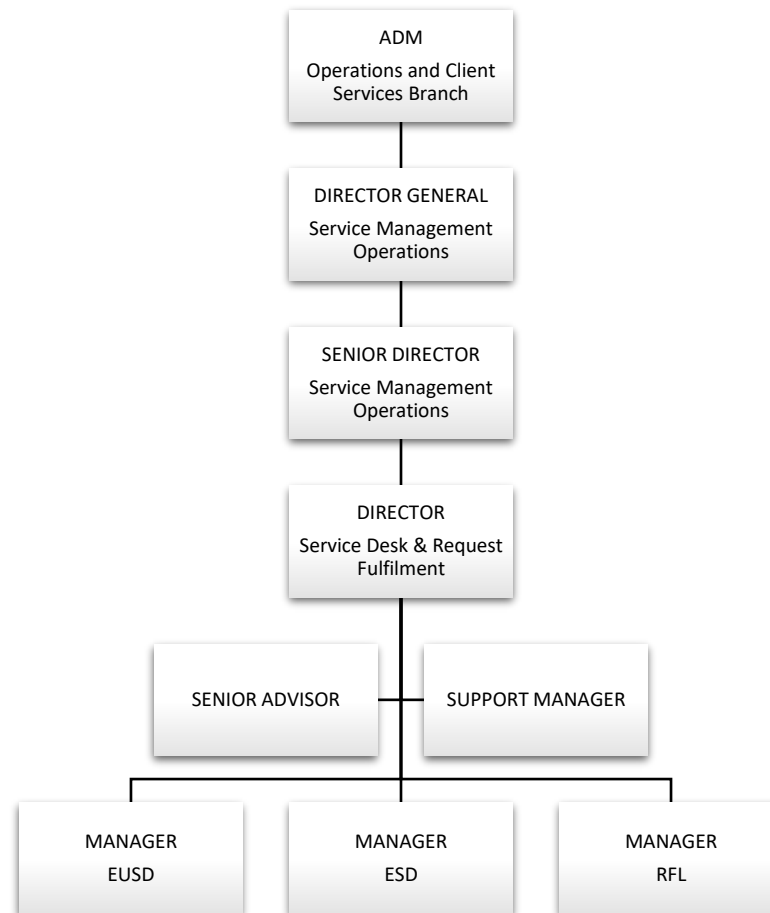 ADM
Operations and Client
Services Branch
DIRECTOR GENERAL
Service Management
Operations
SENIOR DIRECTOR
Service Management
Operations
DIRECTOR
Service Desk & Request
Fulfilment
SENIOR ADVISOR
SUPPORT MANAGER
MANAGER
EUSD
MANAGER
ESD
MANAGER
RFL